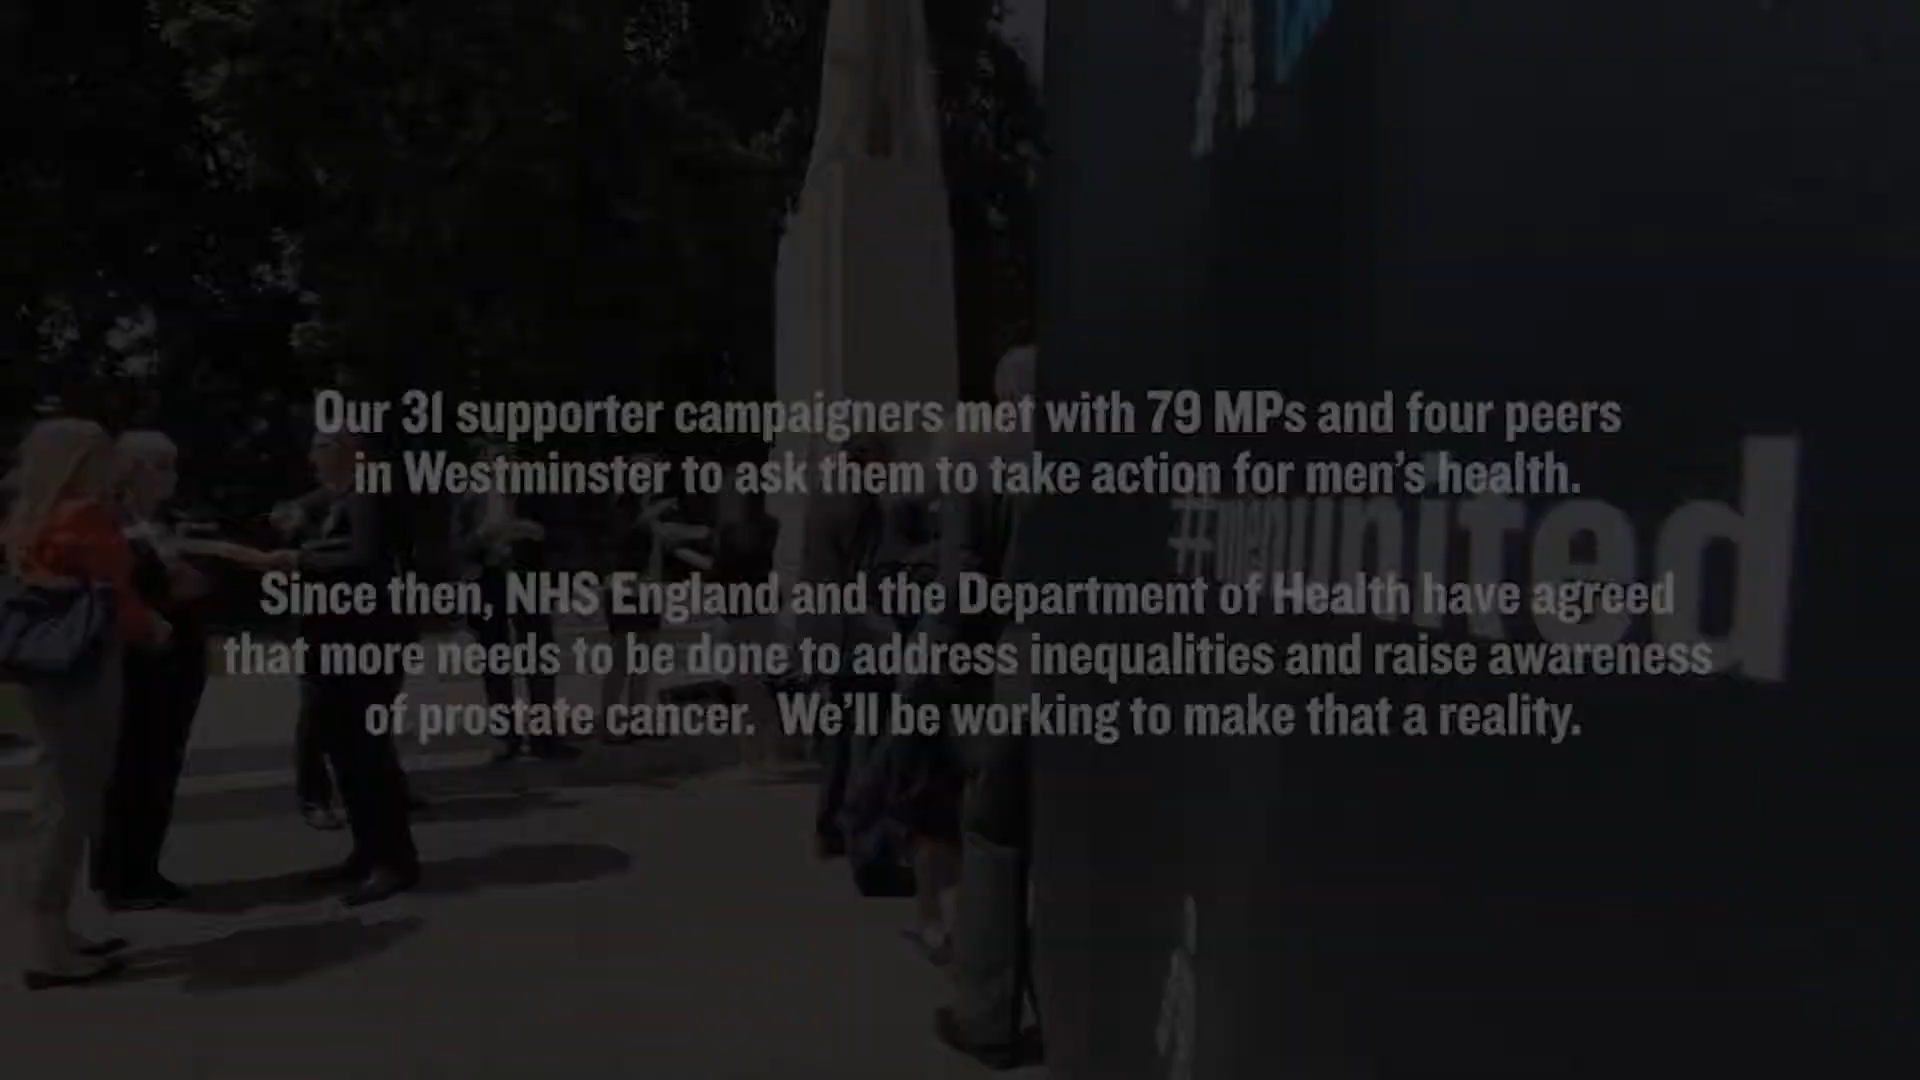 Our 31 supporter campaigners met with 79 MPs and four peers
in Westminster to ask them to take action for men's health.
#menunited
Since then, NHS England and the Department of Health have agreed
that more needs to be done to address inequalities and raise awareness
of prostate cancer. We'll be working to make that a reality.